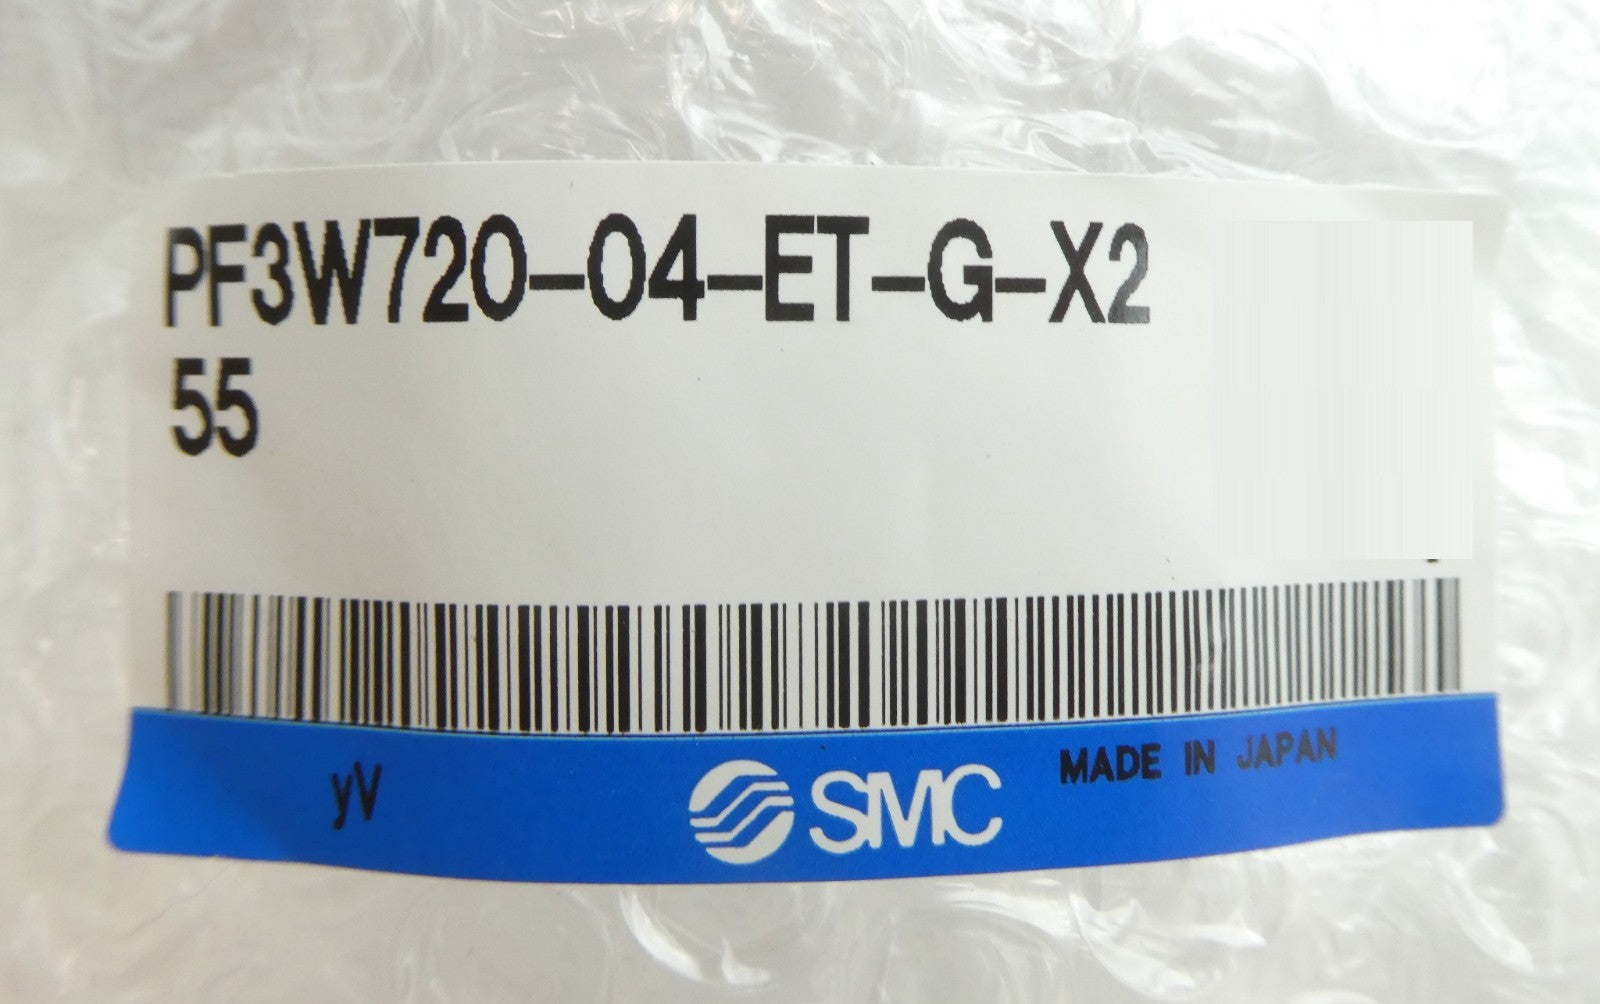 PF3W720-04-ET-G-X2
55
yV
SMC
MADE IN JAPAN